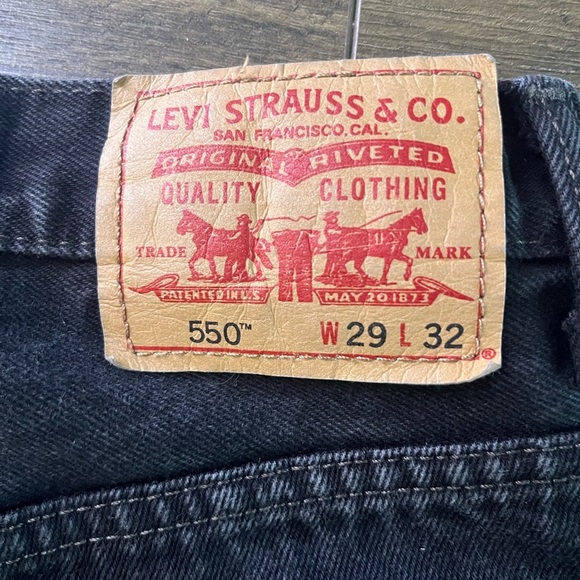 LEVI STRAUSS & CO.
SAN FRANCISCO, CAL.
ORIGINAL RIVETED
QUALITY CLOTHING
TRADE MARK
PATENTED IN U.S. MAY 20 1873
550™ W 29 L 32
®